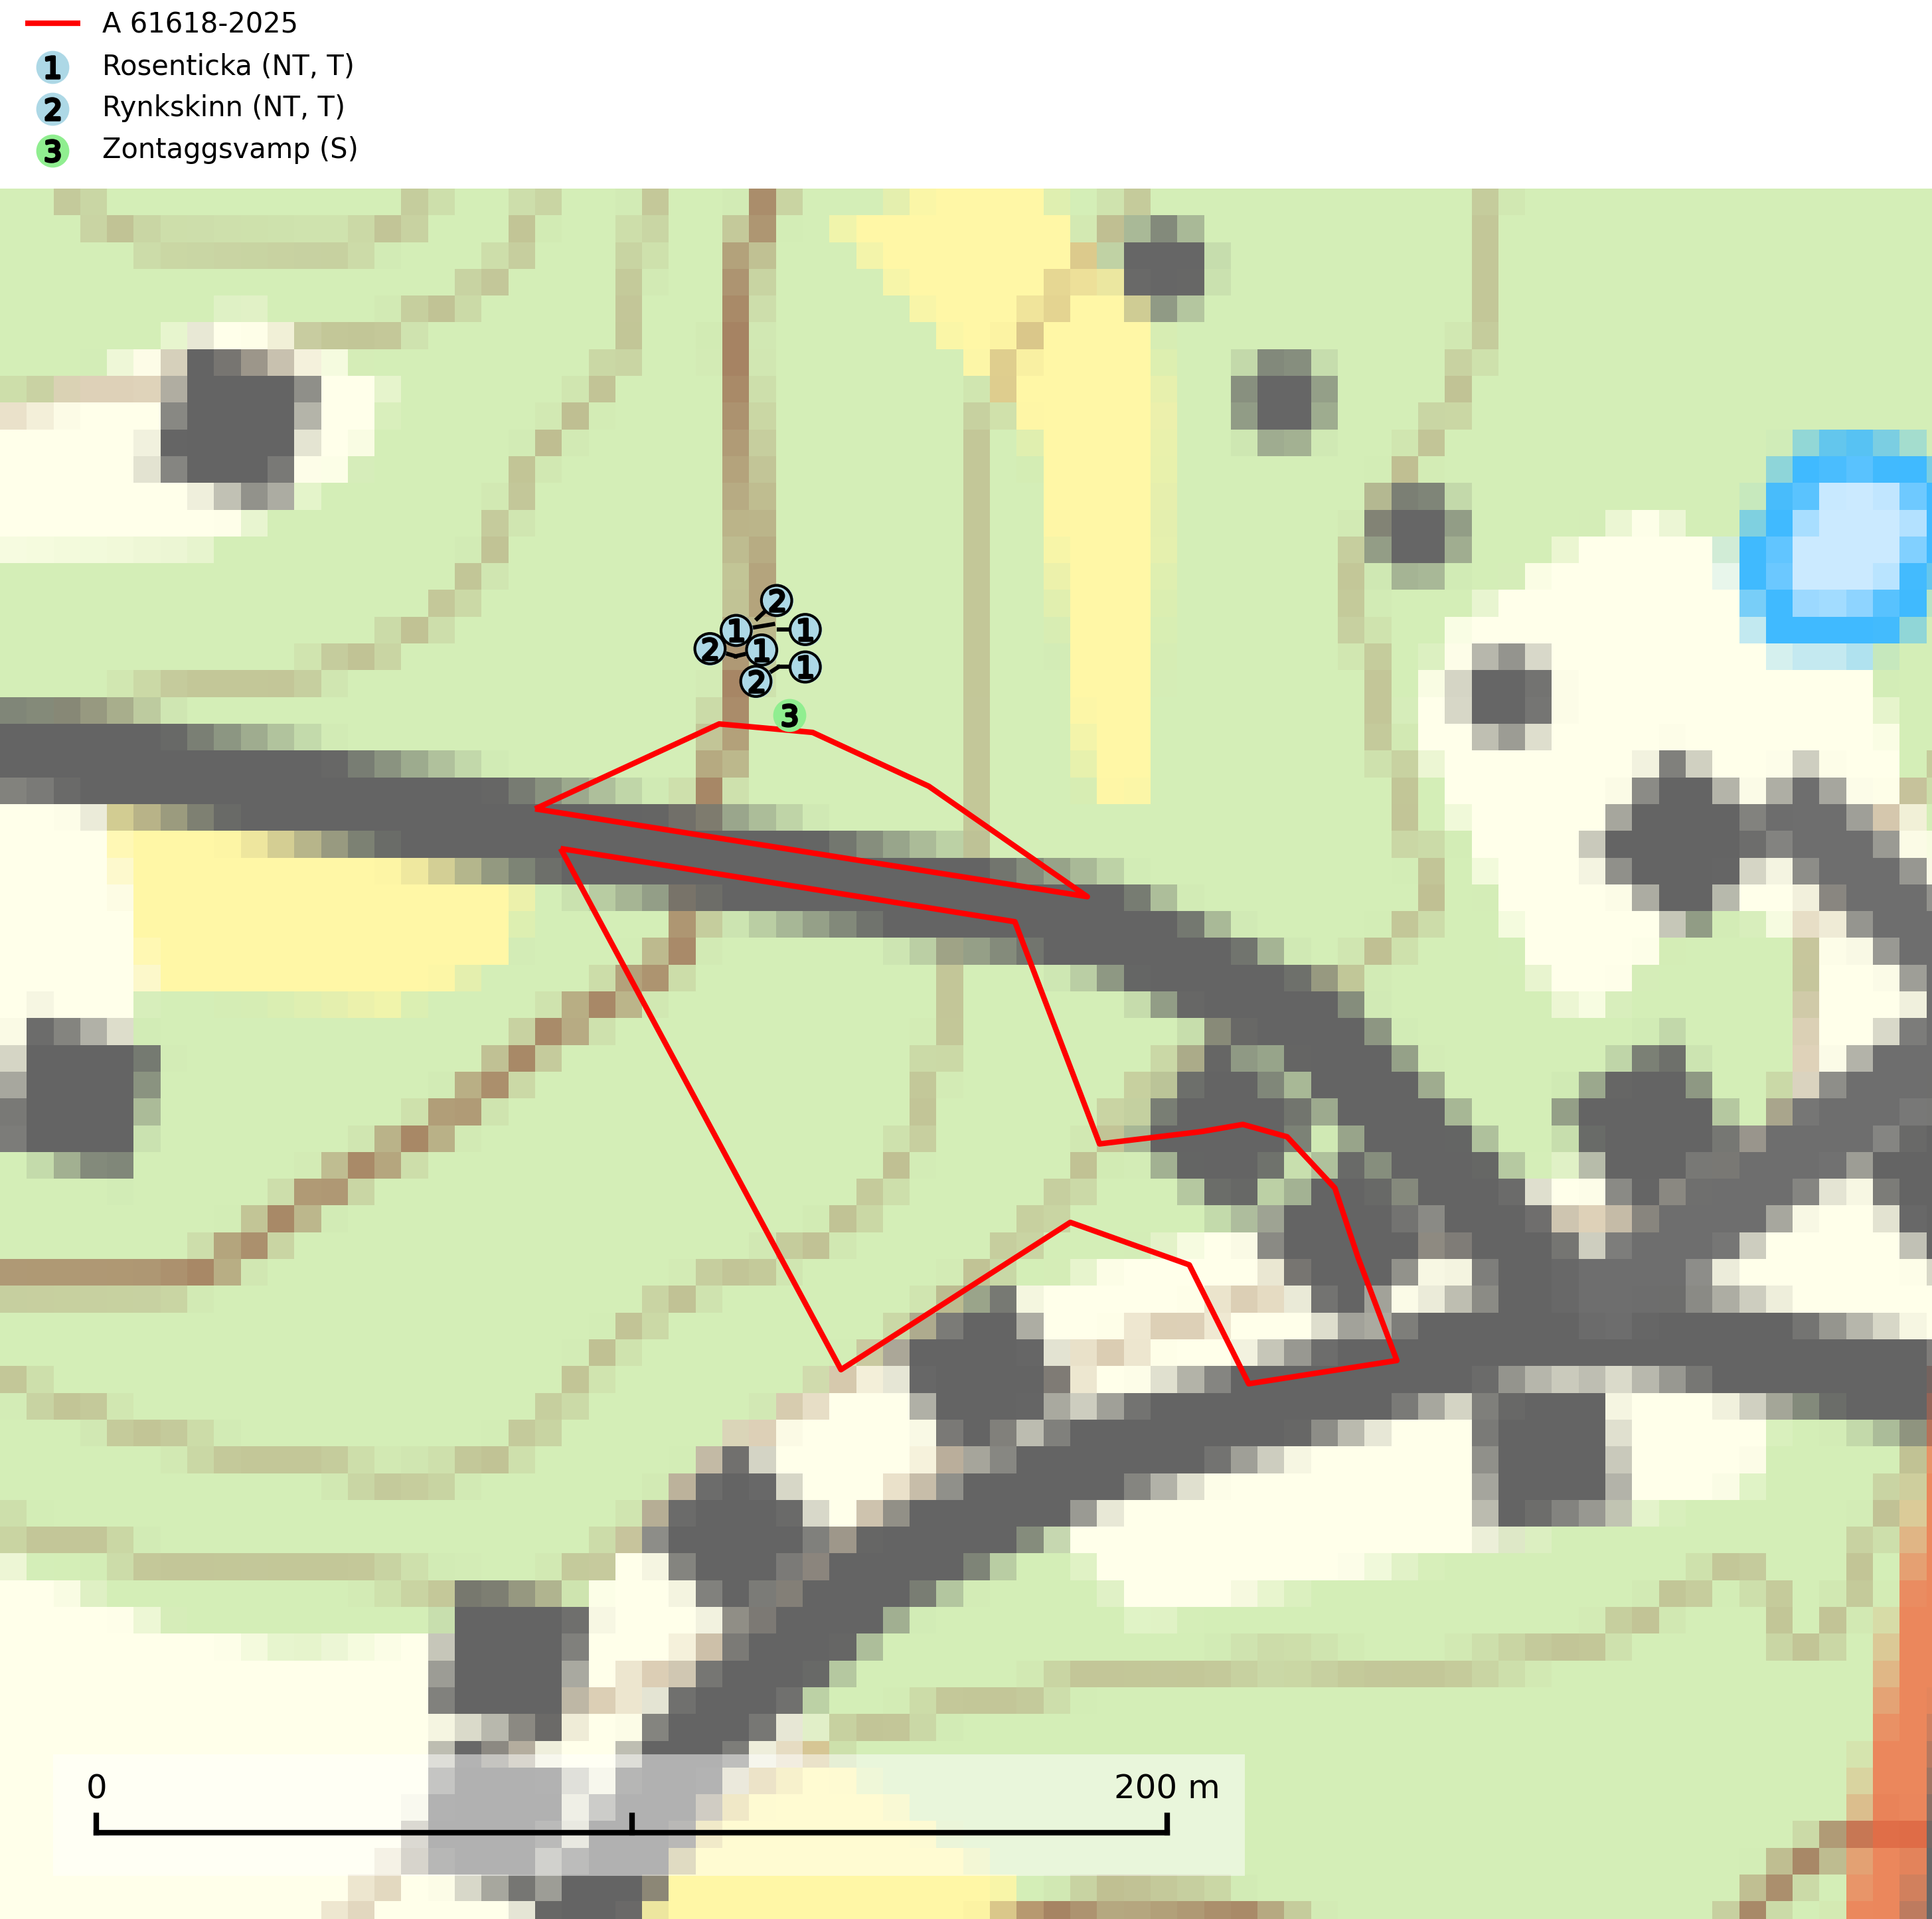 A 61618-2025
1 Rosenticka (NT, T)
2 Rynkskinn (NT, T)
3 Zontaggsvamp (S)
2
1 1
2 1
1
2
3
0 200 m